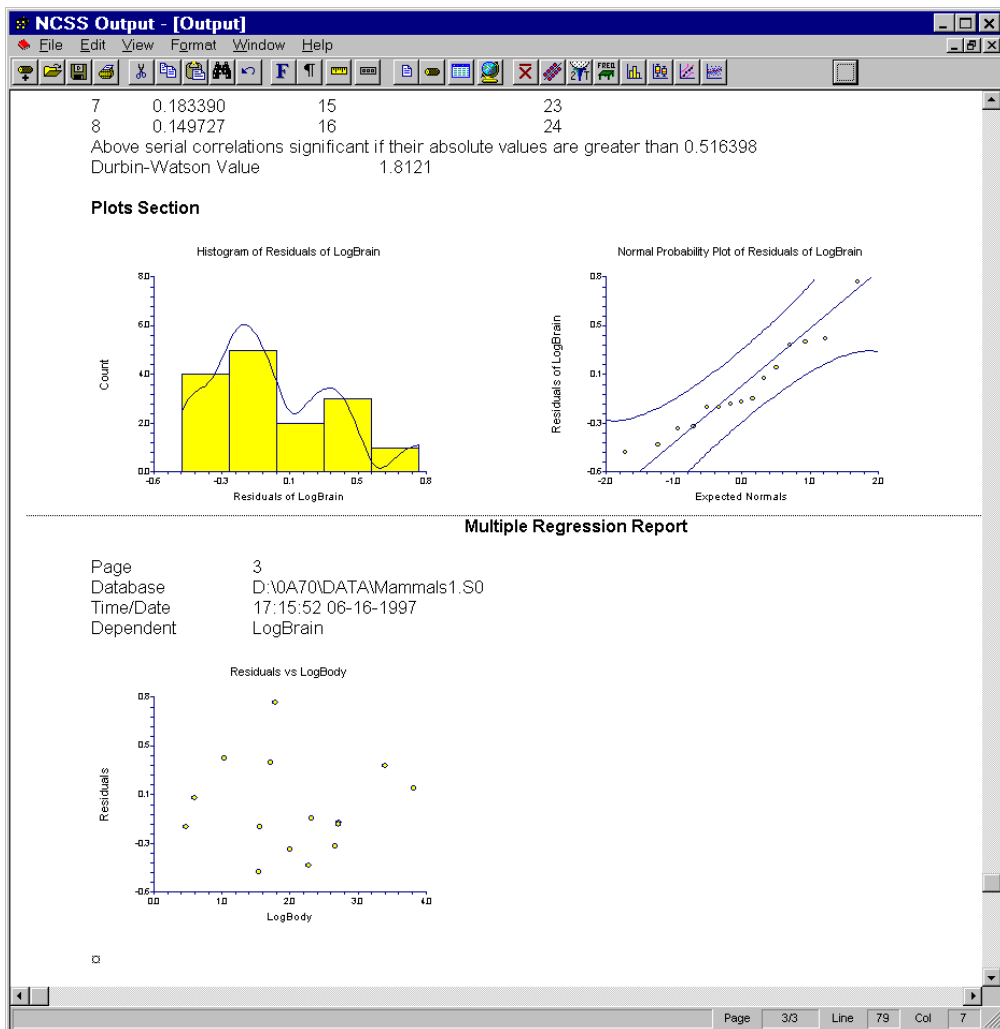 NCSS Output - [Output]
File Edit View Format Window Help
F ¶ FREQ
7 0.183390 15 23
8 0.149727 16 24
Above serial correlations significant if their absolute values are greater than 0.516398
Durbin-Watson Value 1.8121
Plots Section
Histogram of Residuals of LogBrain
8.0
6.0
4.0
2.0
0.0
Count
-0.6 -0.3 0.1 0.5 0.8
Residuals of LogBrain
Normal Probability Plot of Residuals of LogBrain
0.8
0.5
0.1
-0.3
-0.6
Residuals of LogBrain
-2.0 -1.0 0.0 1.0 2.0
Expected Normals
Multiple Regression Report
Page 3
Database D:\0A70\DATA\Mammals1.S0
Time/Date 17:15:52 06-16-1997
Dependent LogBrain
Residuals vs LogBody
0.8
0.5
0.1
-0.3
-0.6
Residuals
0.0 1.0 2.0 3.0 4.0
LogBody
Page 3/3 Line 79 Col 7